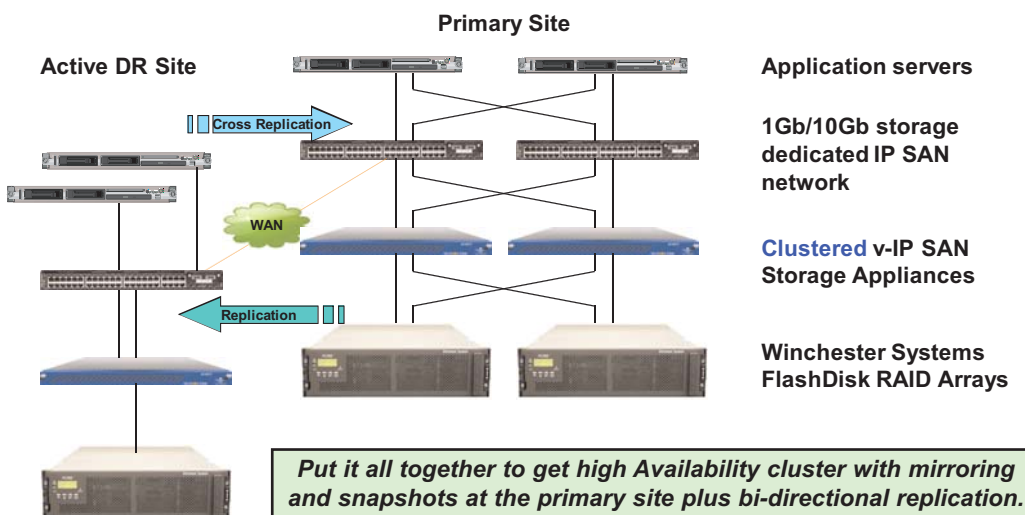 Primary Site
Active DR Site
Application servers
Cross Replication
1Gb/10Gb storage
dedicated IP SAN
network
WAN
Clustered v-IP SAN
Storage Appliances
Replication
Winchester Systems
FlashDisk RAID Arrays
Put it all together to get high Availability cluster with mirroring
and snapshots at the primary site plus bi-directional replication.